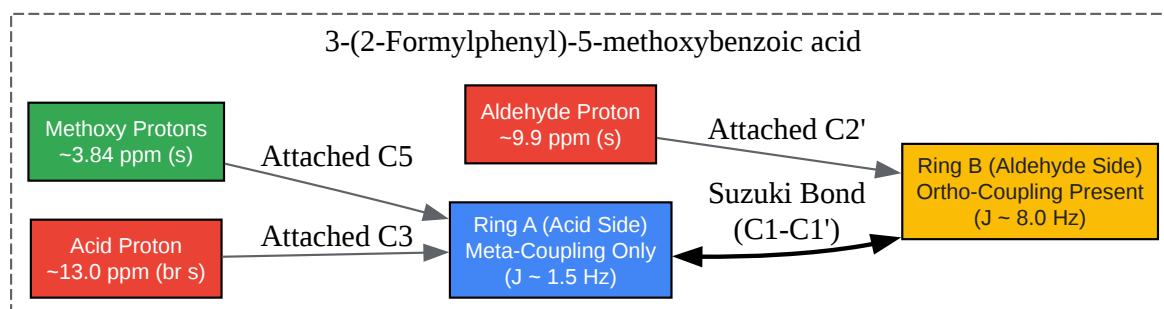 3-(2-Formylphenyl)-5-methoxybenzoic acid
Methoxy Protons
~3.84 ppm (s)
Attached C5
Aldehyde Proton
~9.9 ppm (s)
Attached C2'
Acid Proton
~13.0 ppm (br s)
Attached C3
Ring A (Acid Side)
Meta-Coupling Only
(J ~ 1.5 Hz)
Suzuki Bond
(C1-C1')
Ring B (Aldehyde Side)
Ortho-Coupling Present
(J ~ 8.0 Hz)